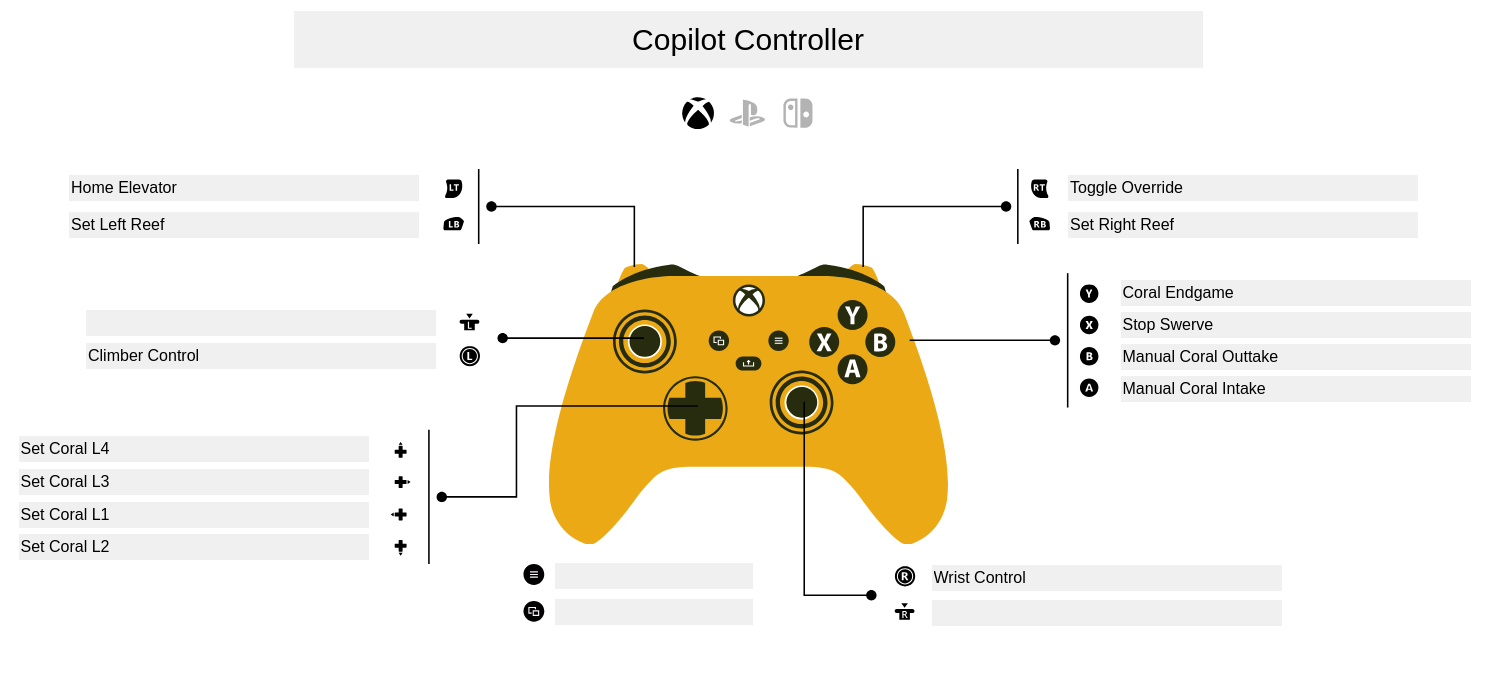 Copilot Controller
Home Elevator
LT
Set Left Reef
LB
RT
Toggle Override
RB
Set Right Reef
L
L
Climber Control
Y
Coral Endgame
X
Stop Swerve
B
Manual Coral Outtake
A
Manual Coral Intake
Y
X
B
A
Set Coral L4
Set Coral L3
Set Coral L1
Set Coral L2
R
Wrist Control
R